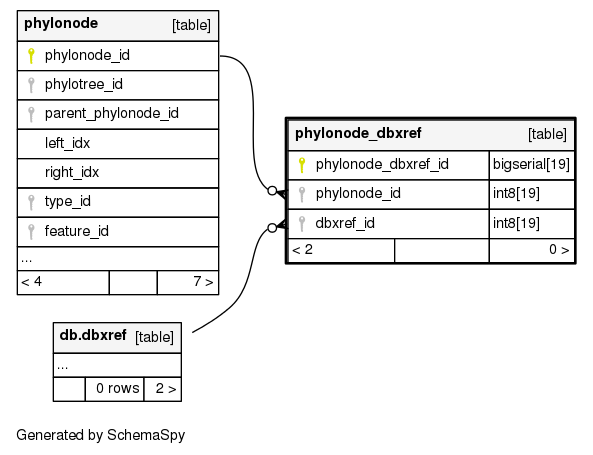 phylonode [table]
phylonode_id
phylotree_id
parent_phylonode_id
left_idx
right_idx
type_id
feature_id
...
< 4 7 >
phylonode_dbxref [table]
phylonode_dbxref_id bigserial[19]
phylonode_id int8[19]
dbxref_id int8[19]
< 2 0 >
db.dbxref [table]
...
0 rows 2 >
Generated by SchemaSpy